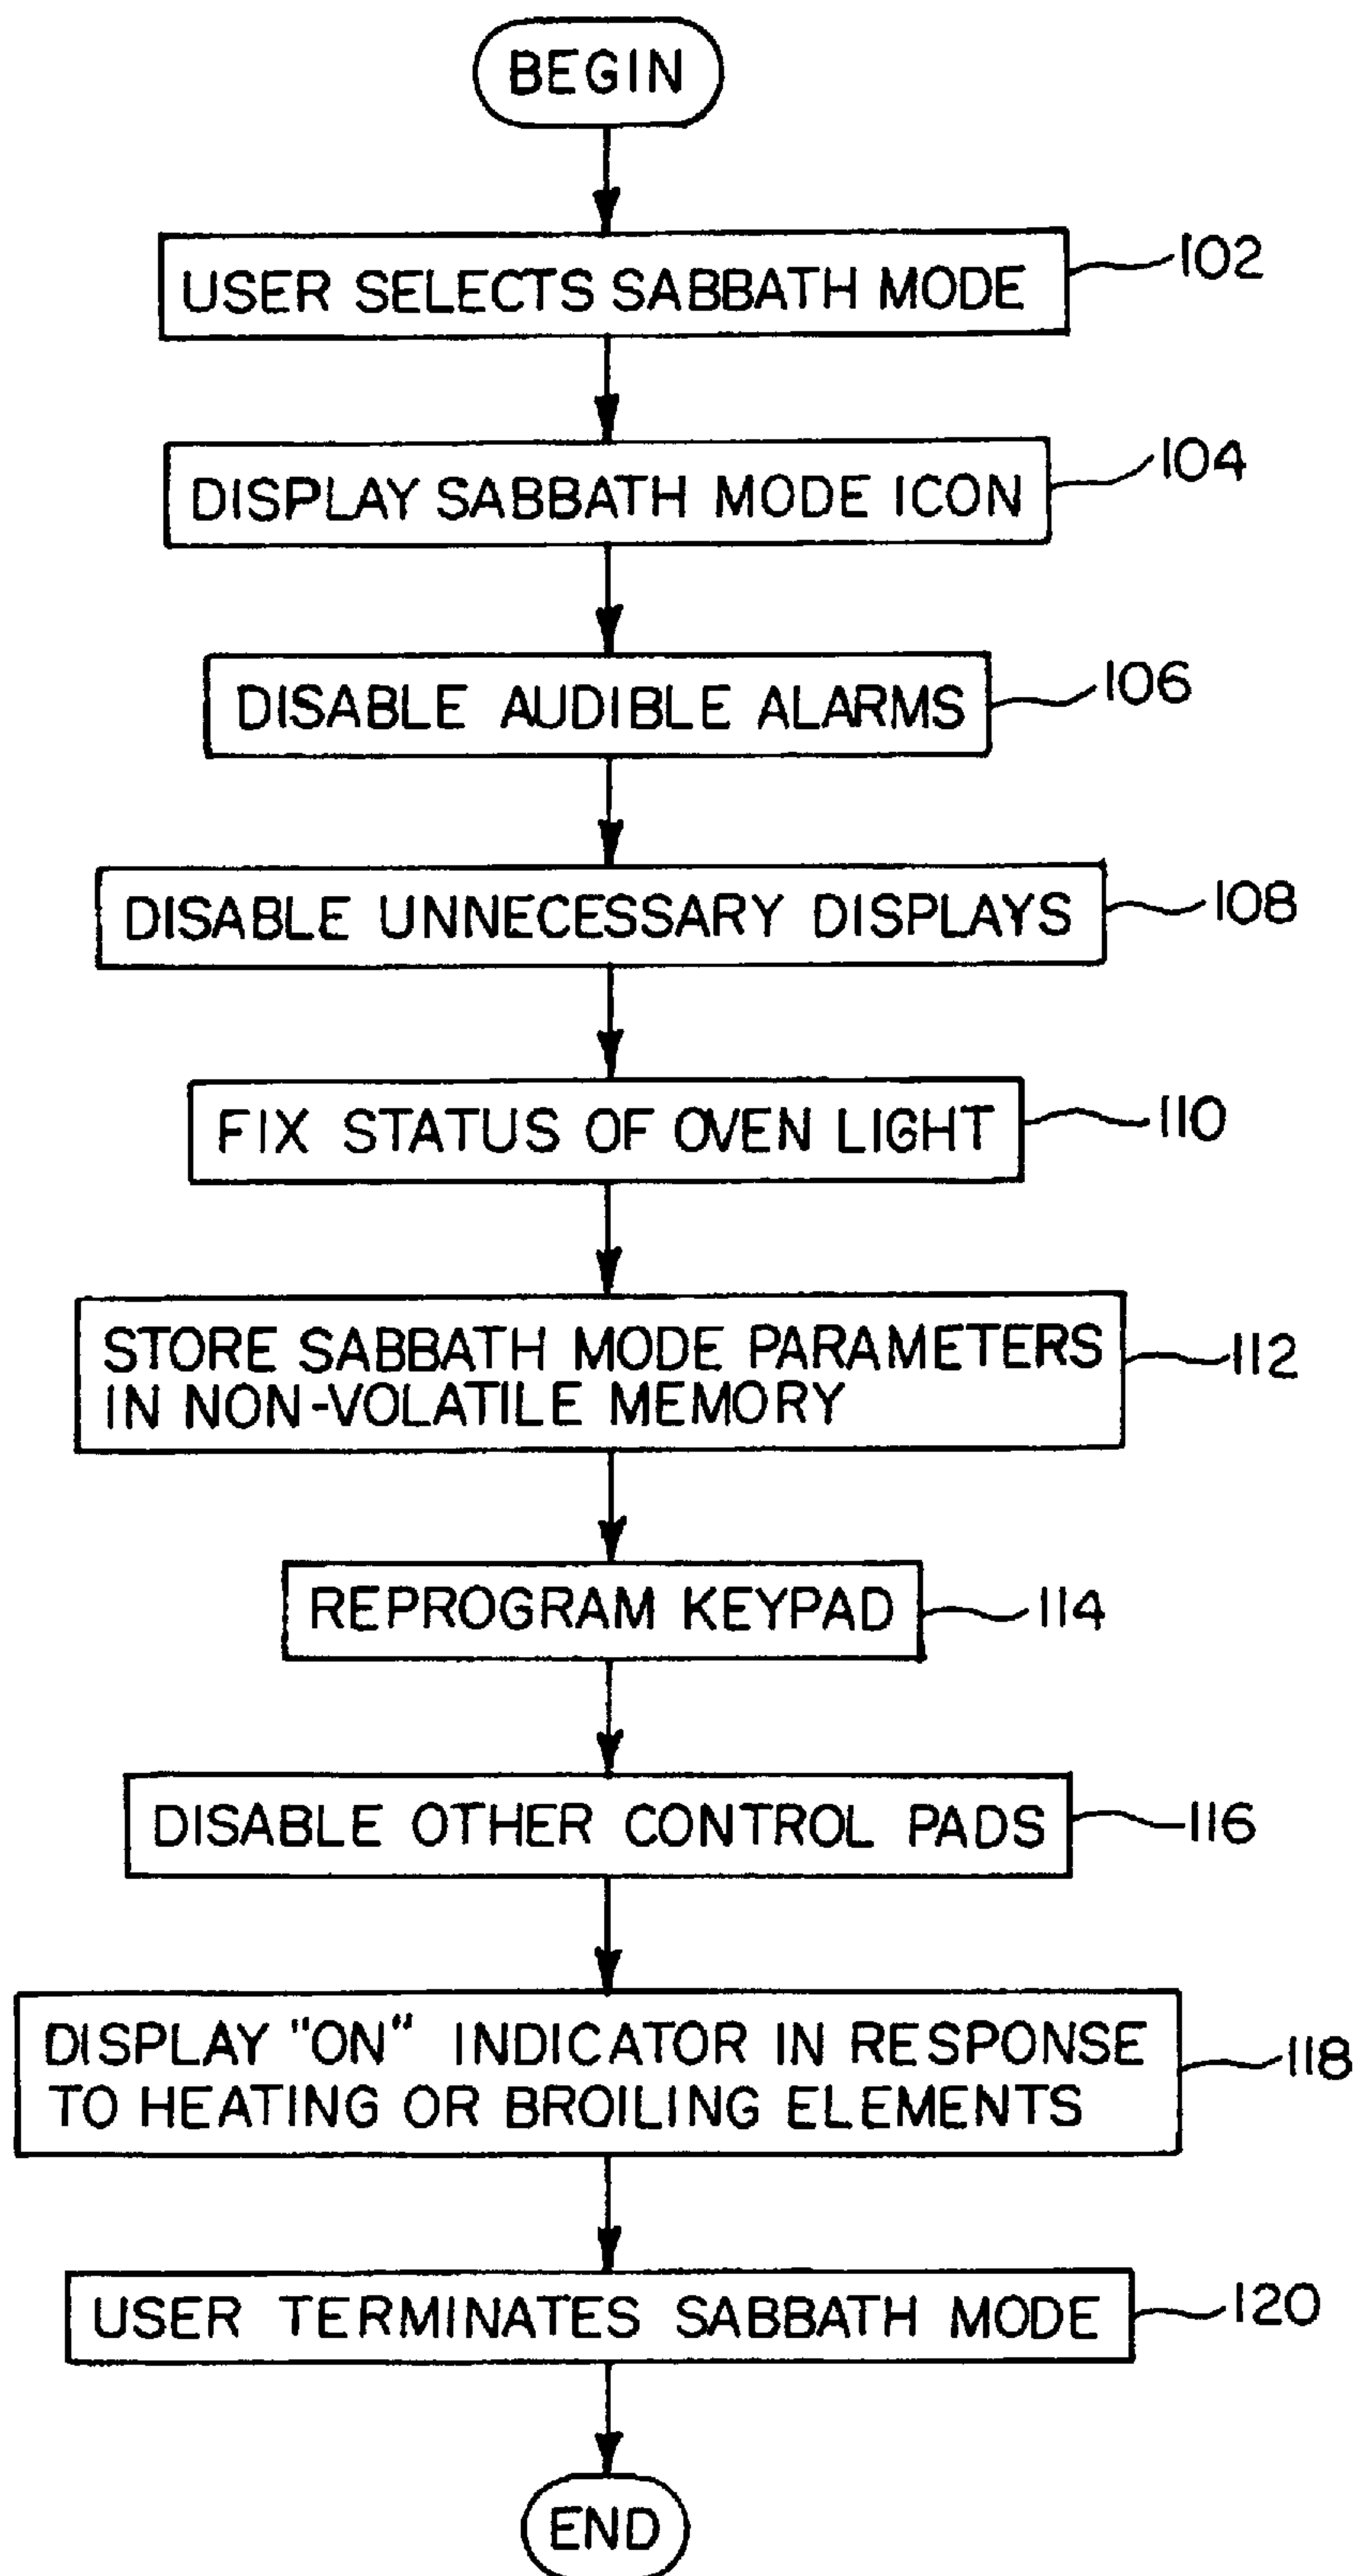 BEGIN
USER SELECTS SABBATH MODE
102
DISPLAY SABBATH MODE ICON
104
DISABLE AUDIBLE ALARMS
106
DISABLE UNNECESSARY DISPLAYS
108
FIX STATUS OF OVEN LIGHT
110
STORE SABBATH MODE PARAMETERS
IN NON-VOLATILE MEMORY
112
REPROGRAM KEYPAD
114
DISABLE OTHER CONTROL PADS
116
DISPLAY "ON" INDICATOR IN RESPONSE
TO HEATING OR BROILING ELEMENTS
118
USER TERMINATES SABBATH MODE
120
END